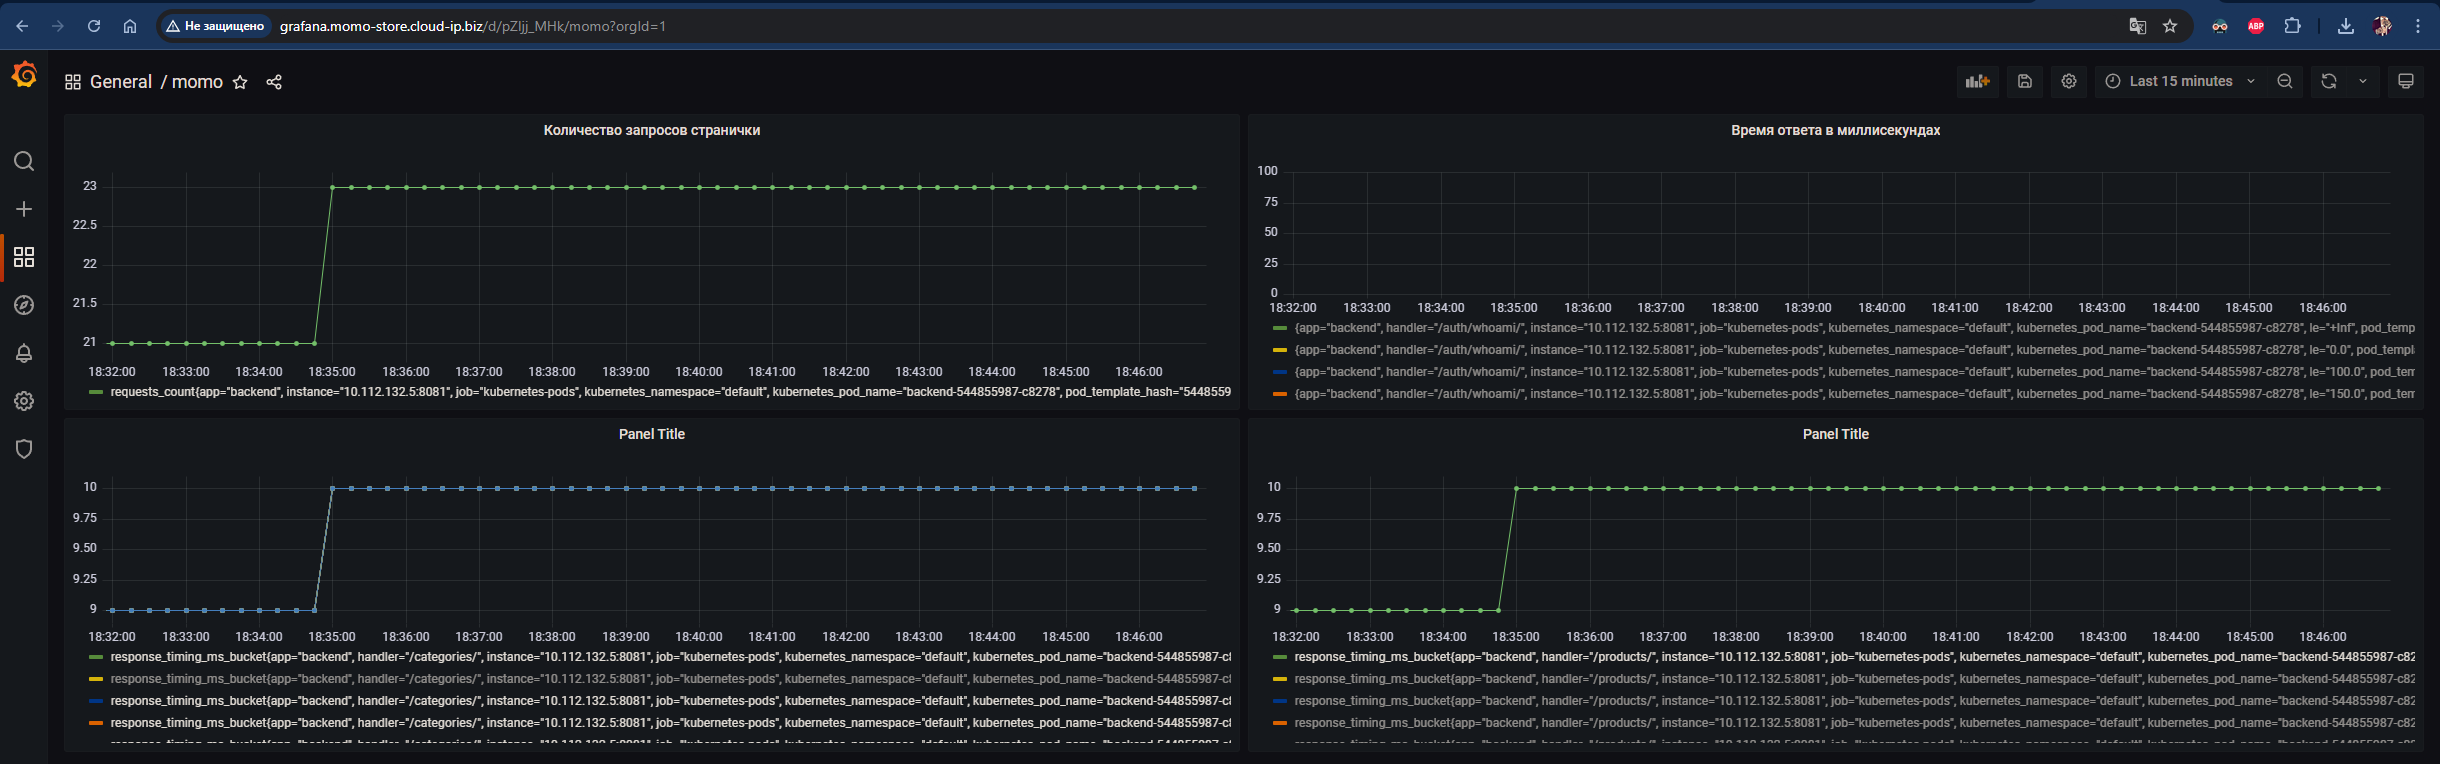 Не защищено grafana.momo-store.cloud-ip.biz/d/pZljj_MHk/momo?orgId=1 ABP
General / momo Last 15 minutes
Количество запросов странички
23
22.5
22
21.5
21
18:32:00 18:33:00 18:34:00 18:35:00 18:36:00 18:37:00 18:38:00 18:39:00 18:40:00 18:41:00 18:42:00 18:43:00 18:44:00 18:45:00 18:46:00
requests_count{app="backend", instance="10.112.132.5:8081", job="kubernetes-pods", kubernetes_namespace="default", kubernetes_pod_name="backend-544855987-c8278", pod_template_hash="5448559
Время ответа в миллисекундах
100
75
50
25
0
18:32:00 18:33:00 18:34:00 18:35:00 18:36:00 18:37:00 18:38:00 18:39:00 18:40:00 18:41:00 18:42:00 18:43:00 18:44:00 18:45:00 18:46:00
{app="backend", handler="/auth/whoami/", instance="10.112.132.5:8081", job="kubernetes-pods", kubernetes_namespace="default", kubernetes_pod_name="backend-544855987-c8278", le="+Inf", pod_temp
{app="backend", handler="/auth/whoami/", instance="10.112.132.5:8081", job="kubernetes-pods", kubernetes_namespace="default", kubernetes_pod_name="backend-544855987-c8278", le="0.0", pod_templ
{app="backend", handler="/auth/whoami/", instance="10.112.132.5:8081", job="kubernetes-pods", kubernetes_namespace="default", kubernetes_pod_name="backend-544855987-c8278", le="100.0", pod_ten
{app="backend", handler="/auth/whoami/", instance="10.112.132.5:8081", job="kubernetes-pods", kubernetes_namespace="default", kubernetes_pod_name="backend-544855987-c8278", le="150.0", pod_ten
Panel Title
10
9.75
9.50
9.25
9
18:32:00 18:33:00 18:34:00 18:35:00 18:36:00 18:37:00 18:38:00 18:39:00 18:40:00 18:41:00 18:42:00 18:43:00 18:44:00 18:45:00 18:46:00
response_timing_ms_bucket{app="backend", handler="/categories/", instance="10.112.132.5:8081", job="kubernetes-pods", kubernetes_namespace="default", kubernetes_pod_name="backend-544855987-c8
response_timing_ms_bucket{app="backend", handler="/categories/", instance="10.112.132.5:8081", job="kubernetes-pods", kubernetes_namespace="default", kubernetes_pod_name="backend-544855987-c8
response_timing_ms_bucket{app="backend", handler="/categories/", instance="10.112.132.5:8081", job="kubernetes-pods", kubernetes_namespace="default", kubernetes_pod_name="backend-544855987-c8
response_timing_ms_bucket{app="backend", handler="/categories/", instance="10.112.132.5:8081", job="kubernetes-pods", kubernetes_namespace="default", kubernetes_pod_name="backend-544855987-c8
Panel Title
10
9.75
9.50
9.25
9
18:32:00 18:33:00 18:34:00 18:35:00 18:36:00 18:37:00 18:38:00 18:39:00 18:40:00 18:41:00 18:42:00 18:43:00 18:44:00 18:45:00 18:46:00
response_timing_ms_bucket{app="backend", handler="/products/", instance="10.112.132.5:8081", job="kubernetes-pods", kubernetes_namespace="default", kubernetes_pod_name="backend-544855987-c82
response_timing_ms_bucket{app="backend", handler="/products/", instance="10.112.132.5:8081", job="kubernetes-pods", kubernetes_namespace="default", kubernetes_pod_name="backend-544855987-c82
response_timing_ms_bucket{app="backend", handler="/products/", instance="10.112.132.5:8081", job="kubernetes-pods", kubernetes_namespace="default", kubernetes_pod_name="backend-544855987-c82
response_timing_ms_bucket{app="backend", handler="/products/", instance="10.112.132.5:8081", job="kubernetes-pods", kubernetes_namespace="default", kubernetes_pod_name="backend-544855987-c82